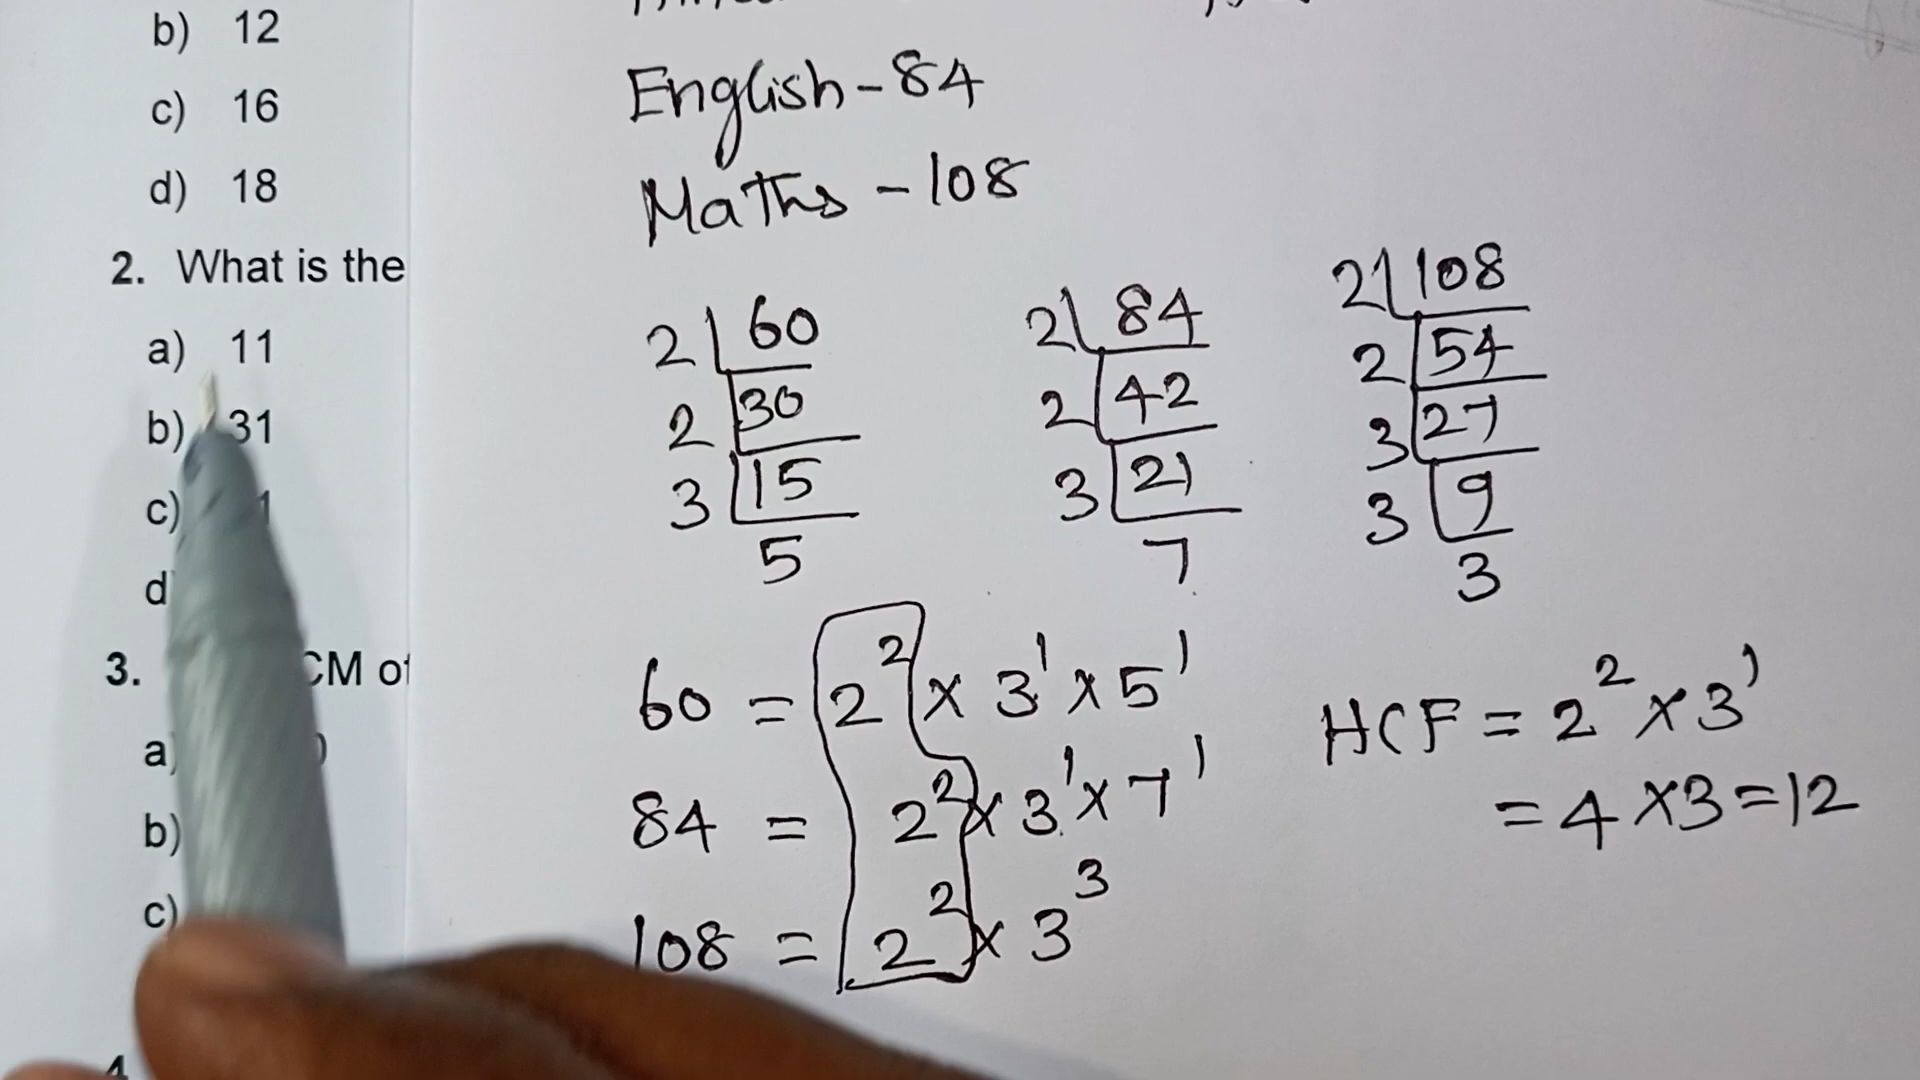 b) 12
c) 16
d) 18
2. What is the
a) 11
b) 31
c) 1
d
3. CM of
a)
b)
c)
4
English - 84
Maths - 108
2 | 60
2 | 30
3 | 15
5
2 | 84
2 | 42
3 | 21
7
2 | 108
2 | 54
3 | 27
3 | 9
3
60 = 2² x 3¹ x 5¹
84 = 2² x 3¹ x 7¹
108 = 2² x 3³
HCF = 2² x 3¹
= 4 x 3 = 12